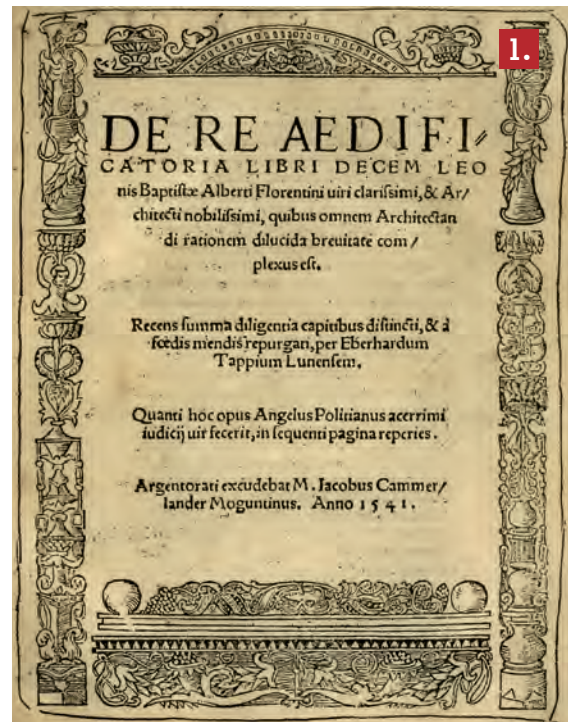 1.
DE RE AEDIFI/
CATORIA LIBRI DECEM LEO
nis Baptiſtæ Alberti Florentini uiri clariſsimi, & Ar/
chitecti nobiliſsimi, quibus omnem Architectan
di rationem dilucida breuitate com /
plexus eſt.
Recens ſumma diligentia capitibus diſtincti, & à
fœdis mendis repurgati, per Eberhardum
Tappium Lunenſem.
Quanti hoc opus Angelus Politianus acerrimi
iudicij uir fecerit, in ſequenti pagina reperies.
Argentorati excudebat M. Iacobus Cammer/
lander Moguntinus. Anno 1541.